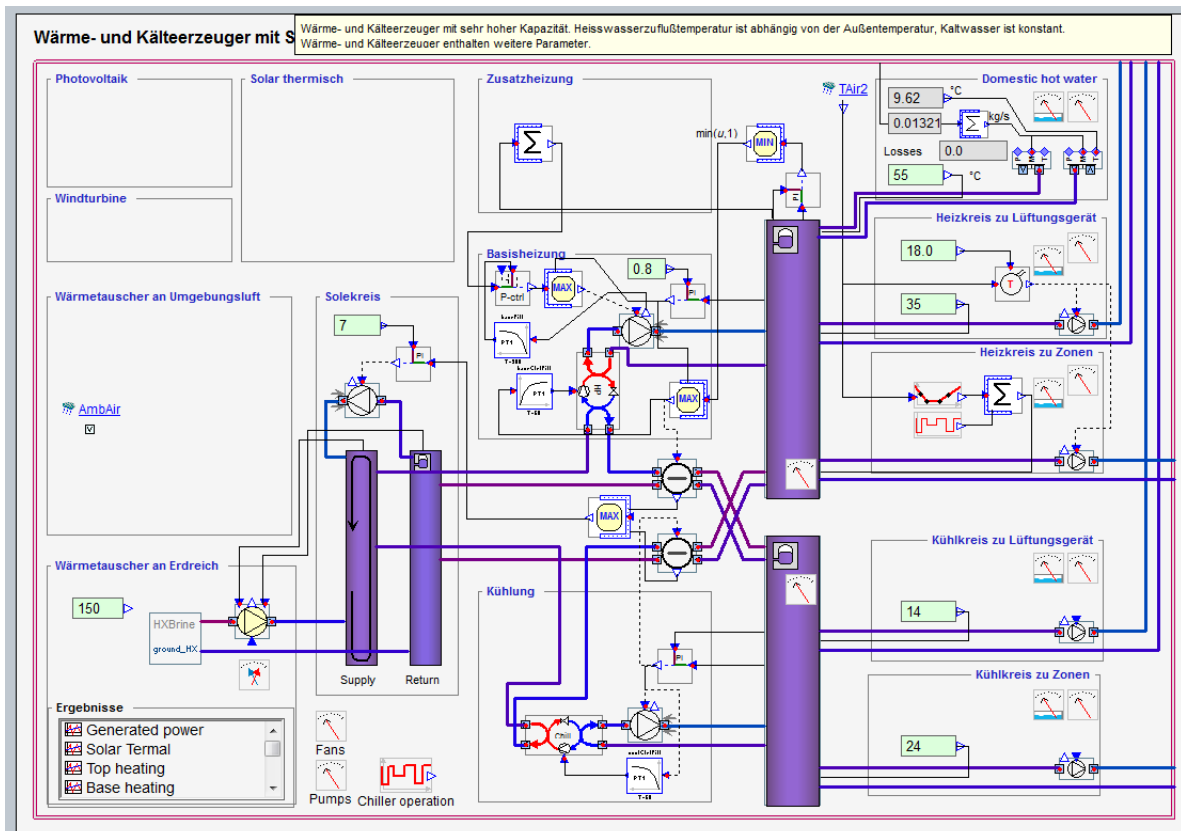 Wärme- und Kälteerzeuger mit S
Wärme- und Kälteerzeuger mit sehr hoher Kapazität. Heisswasserzuflußtemperatur ist abhängig von der Außentemperatur, Kaltwasser ist konstant.
Wärme- und Kälteerzeuger enthalten weitere Parameter.
Photovoltaik
Solar thermisch
Zusatzheizung
Domestic hot water
TAir2
9.62
°C
0.01321
kg/s
Σ
Losses
0.0
55
°C
P M T
P M T
Σ
min(u,1)
MIN
PI
Windturbine
Heizkreis zu Lüftungsgerät
18.0
T
35
Basisheizung
0.8
P-ctrl
MAX
PI
PT1
T-300
dH
PT1
T-60
MAX
Wärmetauscher an Umgebungsluft
Solekreis
7
PI
AmbAir
V
Heizkreis zu Zonen
Σ
MAX
Wärmetauscher an Erdreich
150
HXBrine
ground_HX
Supply
Return
Kühlung
PI
Chill
PT1
T-60
Kühlkreis zu Lüftungsgerät
14
Kühlkreis zu Zonen
24
Ergebnisse
Generated power
Solar Termal
Top heating
Base heating
Fans
Pumps
Chiller operation